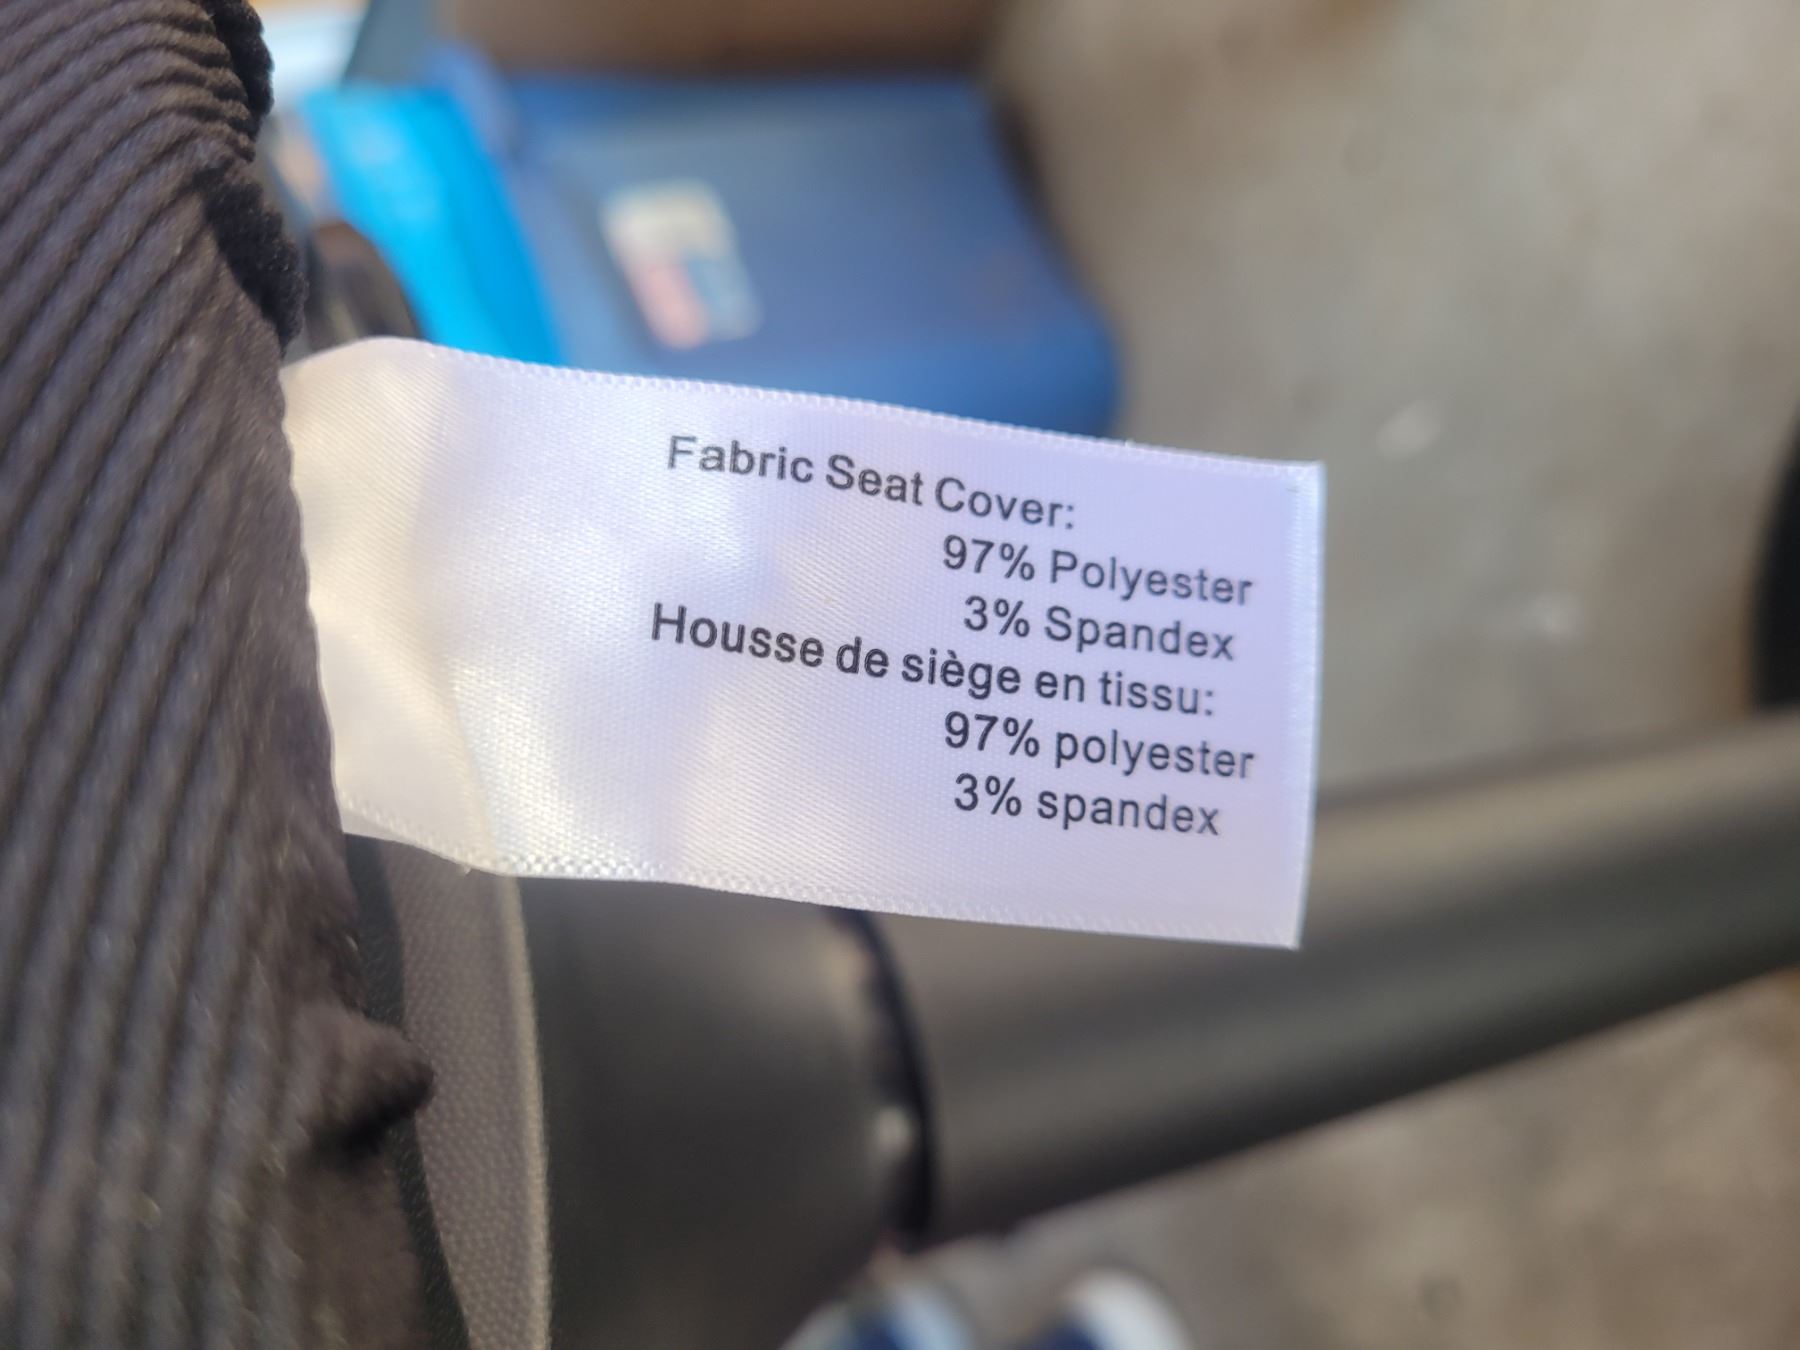 Fabric Seat Cover:
97% Polyester
3% Spandex
Housse de siège en tissu:
97% polyester
3% spandex